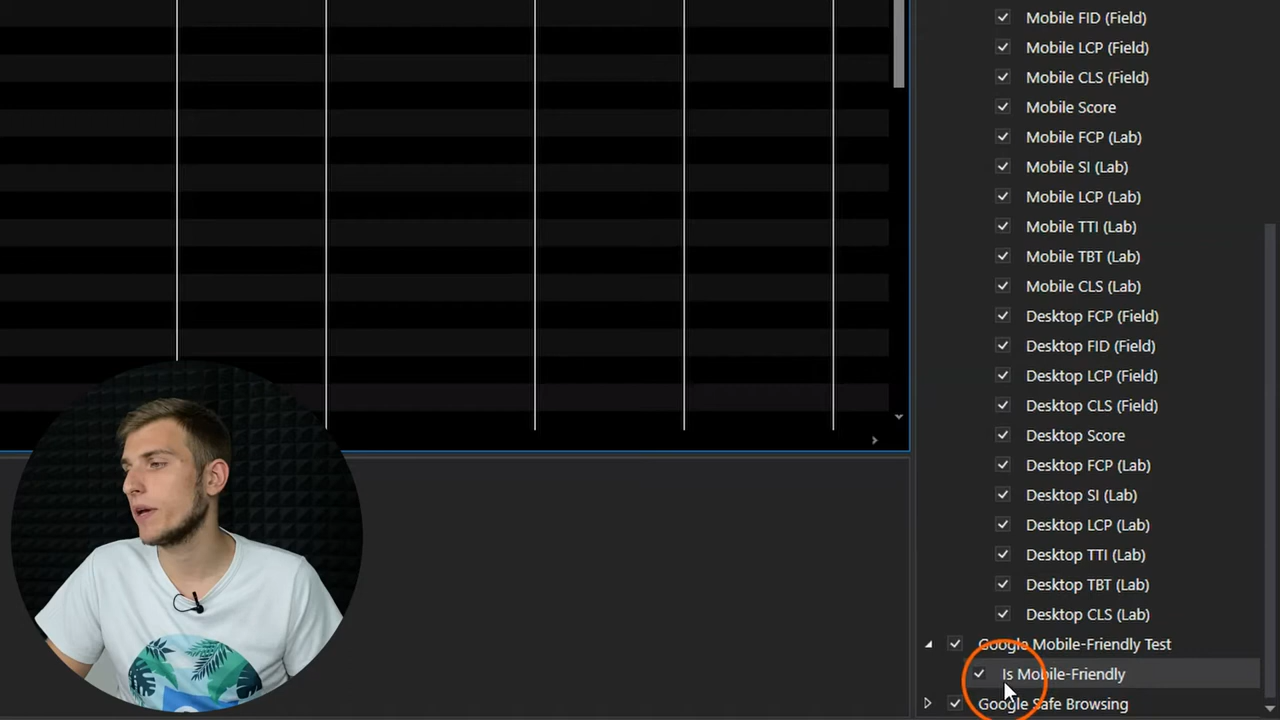 Mobile FID (Field)
Mobile LCP (Field)
Mobile CLS (Field)
Mobile Score
Mobile FCP (Lab)
Mobile SI (Lab)
Mobile LCP (Lab)
Mobile TTI (Lab)
Mobile TBT (Lab)
Mobile CLS (Lab)
Desktop FCP (Field)
Desktop FID (Field)
Desktop LCP (Field)
Desktop CLS (Field)
Desktop Score
Desktop FCP (Lab)
Desktop SI (Lab)
Desktop LCP (Lab)
Desktop TTI (Lab)
Desktop TBT (Lab)
Desktop CLS (Lab)
Google Mobile-Friendly Test
Is Mobile-Friendly
Google Safe Browsing